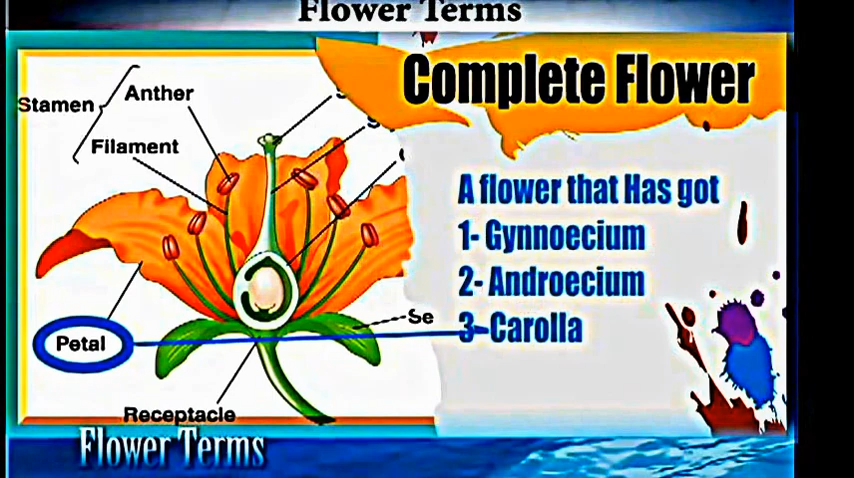 Flower Terms
Complete Flower
Stamen
Anther
Filament
A flower that Has got
1- Gynnoecium
2- Androecium
3-Carolla
Se
Petal
Receptacle
Flower Terms